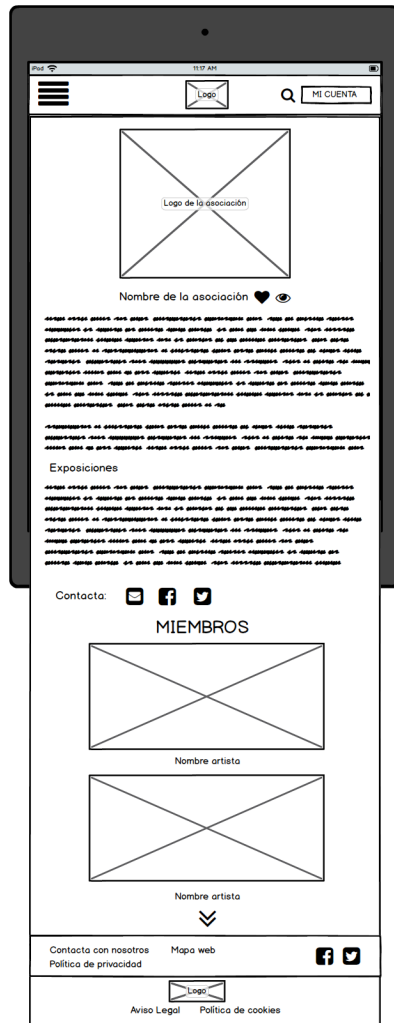 iPod
11:17 AM
Logo
MI CUENTA
Logo de la asociación
Nombre de la asociación
Exposiciones
Contacta:
MIEMBROS
Nombre artista
Nombre artista
Contacta con nosotros Mapa web
Política de privacidad
Logo
Aviso Legal Política de cookies